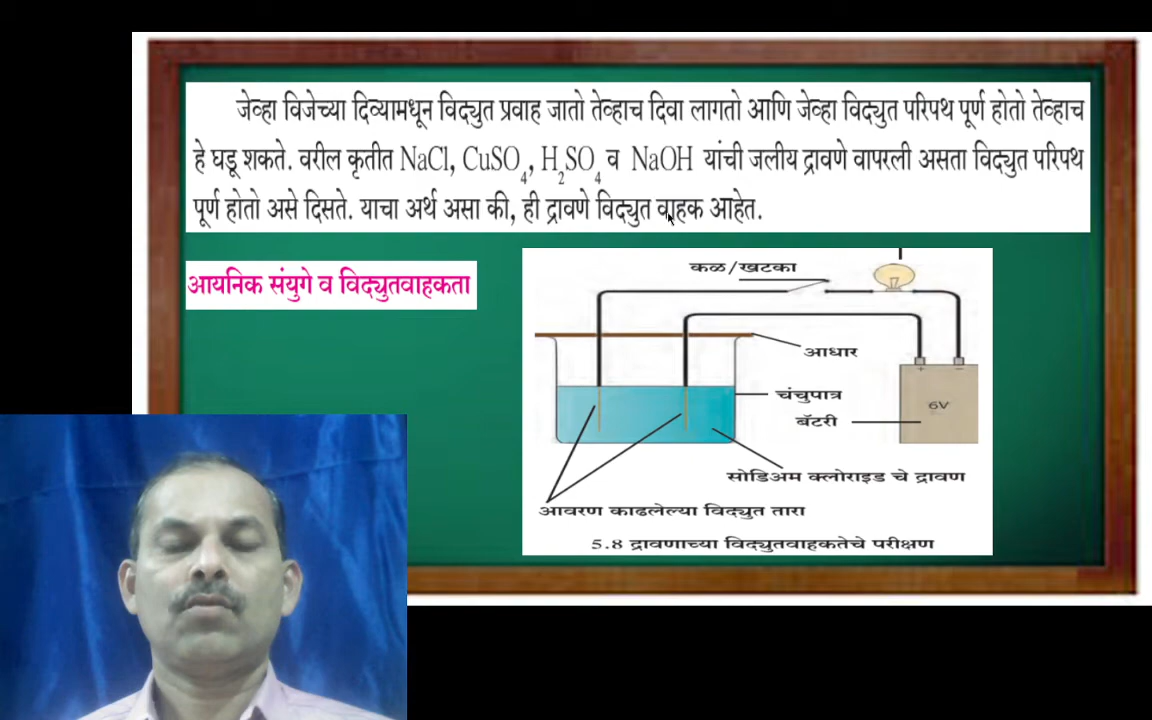 जेव्हा विजेच्या दिव्यामधून विद्युत प्रवाह जातो तेव्हाच दिवा लागतो आणि जेव्हा विद्युत परिपथ पूर्ण होतो तेव्हाच
हे घडू शकते. वरील कृतीत NaCl, CuSO₄, H₂SO₄ व NaOH यांची जलीय द्रावणे वापरली असता विद्युत परिपथ
पूर्ण होतो असे दिसते. याचा अर्थ असा की, ही द्रावणे विद्युत वाहक आहेत.
आयनिक संयुगे व विद्युतवाहकता
कळ/खटका
आधार
चंचुपात्र
+ −
6V
बॅटरी
सोडिअम क्लोराइड चे द्रावण
आवरण काढलेल्या विद्युत तारा
5.8 द्रावणाच्या विद्युतवाहकतेचे परीक्षण